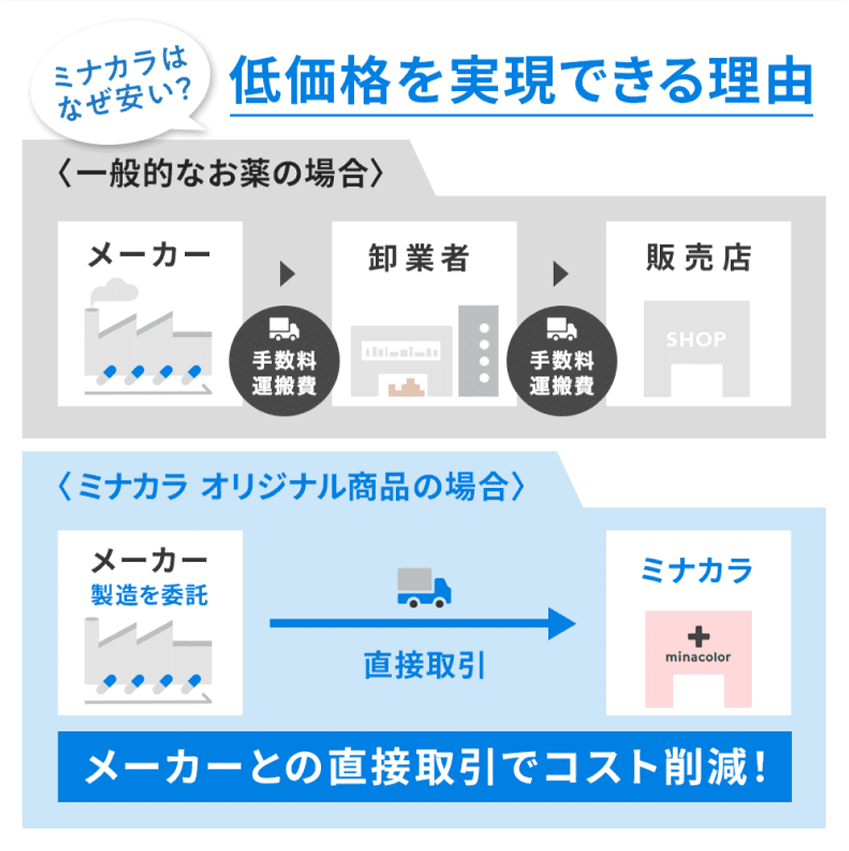 ミナカラは
なぜ安い?
低価格を実現できる理由
〈一般的なお薬の場合〉
メーカー
手数料
運搬費
卸業者
手数料
運搬費
販売店
SHOP
〈ミナカラ オリジナル商品の場合〉
メーカー
製造を委託
直接取引
ミナカラ
minacolor
メーカーとの直接取引でコスト削減!